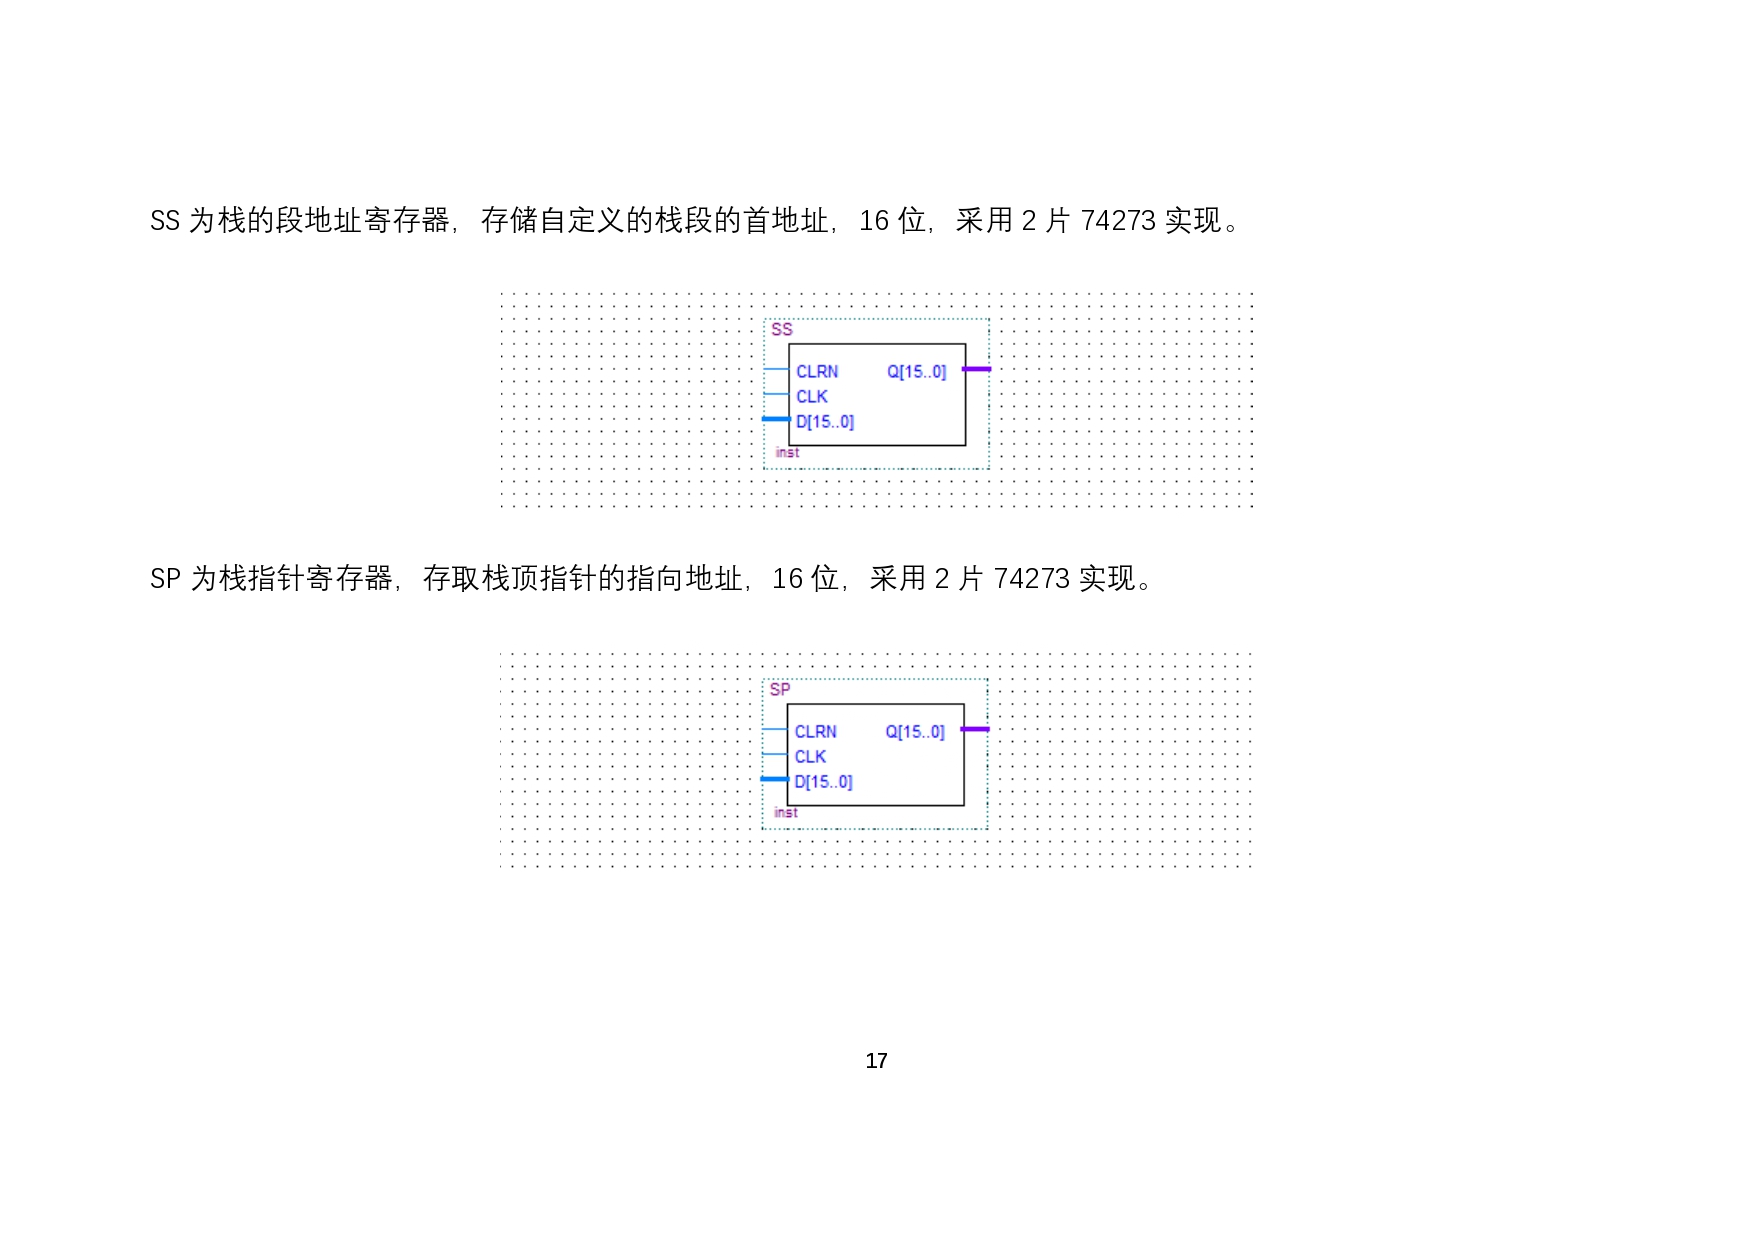 SS 为栈的段地址寄存器，存储自定义的栈段的首地址，16 位，采用 2 片 74273 实现。
SS
CLRN Q[15..0]
CLK
D[15..0]
inst
SP 为栈指针寄存器，存取栈顶指针的指向地址，16 位，采用 2 片 74273 实现。
SP
CLRN Q[15..0]
CLK
D[15..0]
inst
17